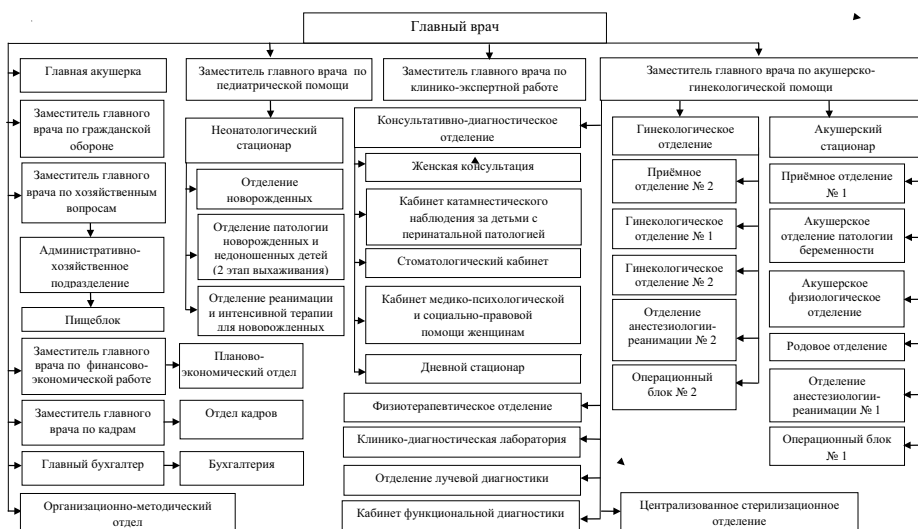 Главный врач
Главная акушерка
Заместитель главного
врача по гражданской
обороне
Заместитель главного
врача по хозяйственным
вопросам
Административно-
хозяйственное
подразделение
Пищеблок
Заместитель главного
врача по финансово-
экономической работе
Планово-
экономический отдел
Заместитель главного
врача по кадрам
Отдел кадров
Главный бухгалтер
Бухгалтерия
Организационно-методический
отдел
Заместитель главного врача по
педиатрической помощи
Неонатологический
стационар
Отделение
новорожденных
Отделение патологии
новорожденных и
недоношенных детей
(2 этап выхаживания)
Отделение реанимации
и интенсивной терапии
для новорожденных
Заместитель главного врача по
клинико-экспертной работе
Заместитель главного врача по акушерско-
гинекологической помощи
Консультативно-диагностическое
отделение
Женская консультация
Кабинет катамнестического
наблюдения за детьми с
перинатальной патологией
Стоматологический кабинет
Кабинет медико-психологической
и социально-правовой
помощи женщинам
Дневной стационар
Физиотерапевтическое отделение
Клинико-диагностическая лаборатория
Отделение лучевой диагностики
Кабинет функциональной диагностики
Гинекологическое
отделение
Приёмное
отделение № 2
Гинекологическое
отделение № 1
Гинекологическое
отделение № 2
Отделение
анестезиологии-
реанимации № 2
Операционный
блок № 2
Акушерский
стационар
Приёмное отделение
№ 1
Акушерское
отделение патологии
беременности
Акушерское
физиологическое
отделение
Родовое отделение
Отделение
анестезиологии-
реанимации № 1
Операционный блок
№ 1
Централизованное стерилизационное
отделение